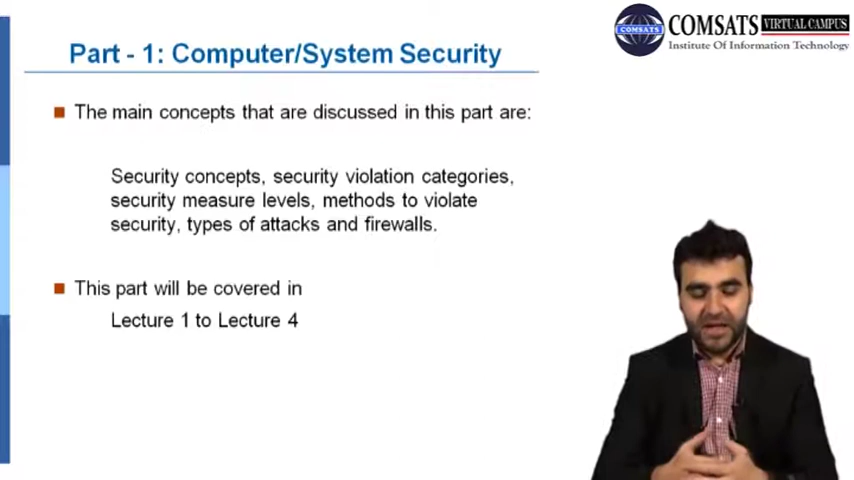 Part - 1: Computer/System Security
COMSATS VIRTUAL CAMPUS
Institute Of Information Technology
COMSATS
The main concepts that are discussed in this part are:
Security concepts, security violation categories,
security measure levels, methods to violate
security, types of attacks and firewalls.
This part will be covered in
Lecture 1 to Lecture 4